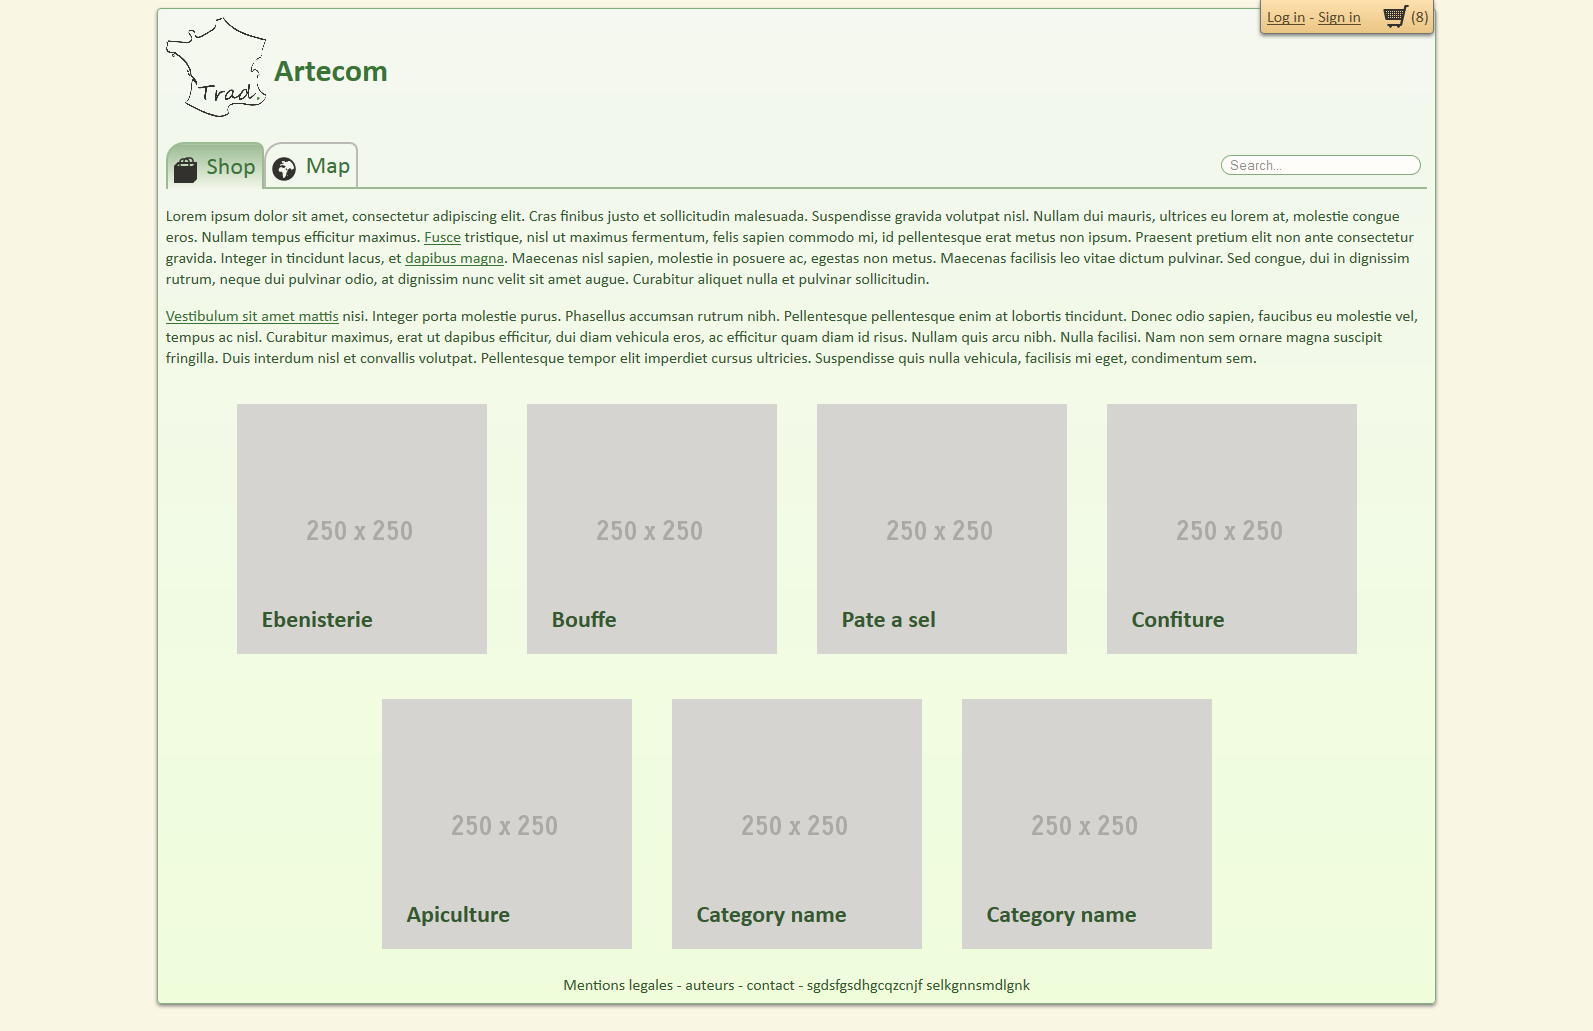 Log in - Sign in (8)
Trad.
Artecom
Shop
Map
Search...
Lorem ipsum dolor sit amet, consectetur adipiscing elit. Cras finibus justo et sollicitudin malesuada. Suspendisse gravida volutpat nisl. Nullam dui mauris, ultrices eu lorem at, molestie congue
eros. Nullam tempus efficitur maximus. Fusce tristique, nisl ut maximus fermentum, felis sapien commodo mi, id pellentesque erat metus non ipsum. Praesent pretium elit non ante consectetur
gravida. Integer in tincidunt lacus, et dapibus magna. Maecenas nisl sapien, molestie in posuere ac, egestas non metus. Maecenas facilisis leo vitae dictum pulvinar. Sed congue, dui in dignissim
rutrum, neque dui pulvinar odio, at dignissim nunc velit sit amet augue. Curabitur aliquet nulla et pulvinar sollicitudin.
Vestibulum sit amet mattis nisi. Integer porta molestie purus. Phasellus accumsan rutrum nibh. Pellentesque pellentesque enim at lobortis tincidunt. Donec odio sapien, faucibus eu molestie vel,
tempus ac nisl. Curabitur maximus, erat ut dapibus efficitur, dui diam vehicula eros, ac efficitur quam diam id risus. Nullam quis arcu nibh. Nulla facilisi. Nam non sem ornare magna suscipit
fringilla. Duis interdum nisl et convallis volutpat. Pellentesque tempor elit imperdiet cursus ultricies. Suspendisse quis nulla vehicula, facilisis mi eget, condimentum sem.
250 x 250
Ebenisterie
250 x 250
Bouffe
250 x 250
Pate a sel
250 x 250
Confiture
250 x 250
Apiculture
250 x 250
Category name
250 x 250
Category name
Mentions legales - auteurs - contact - sgdsfgsdhgcqzcnjf selkgnnsmdlgnk